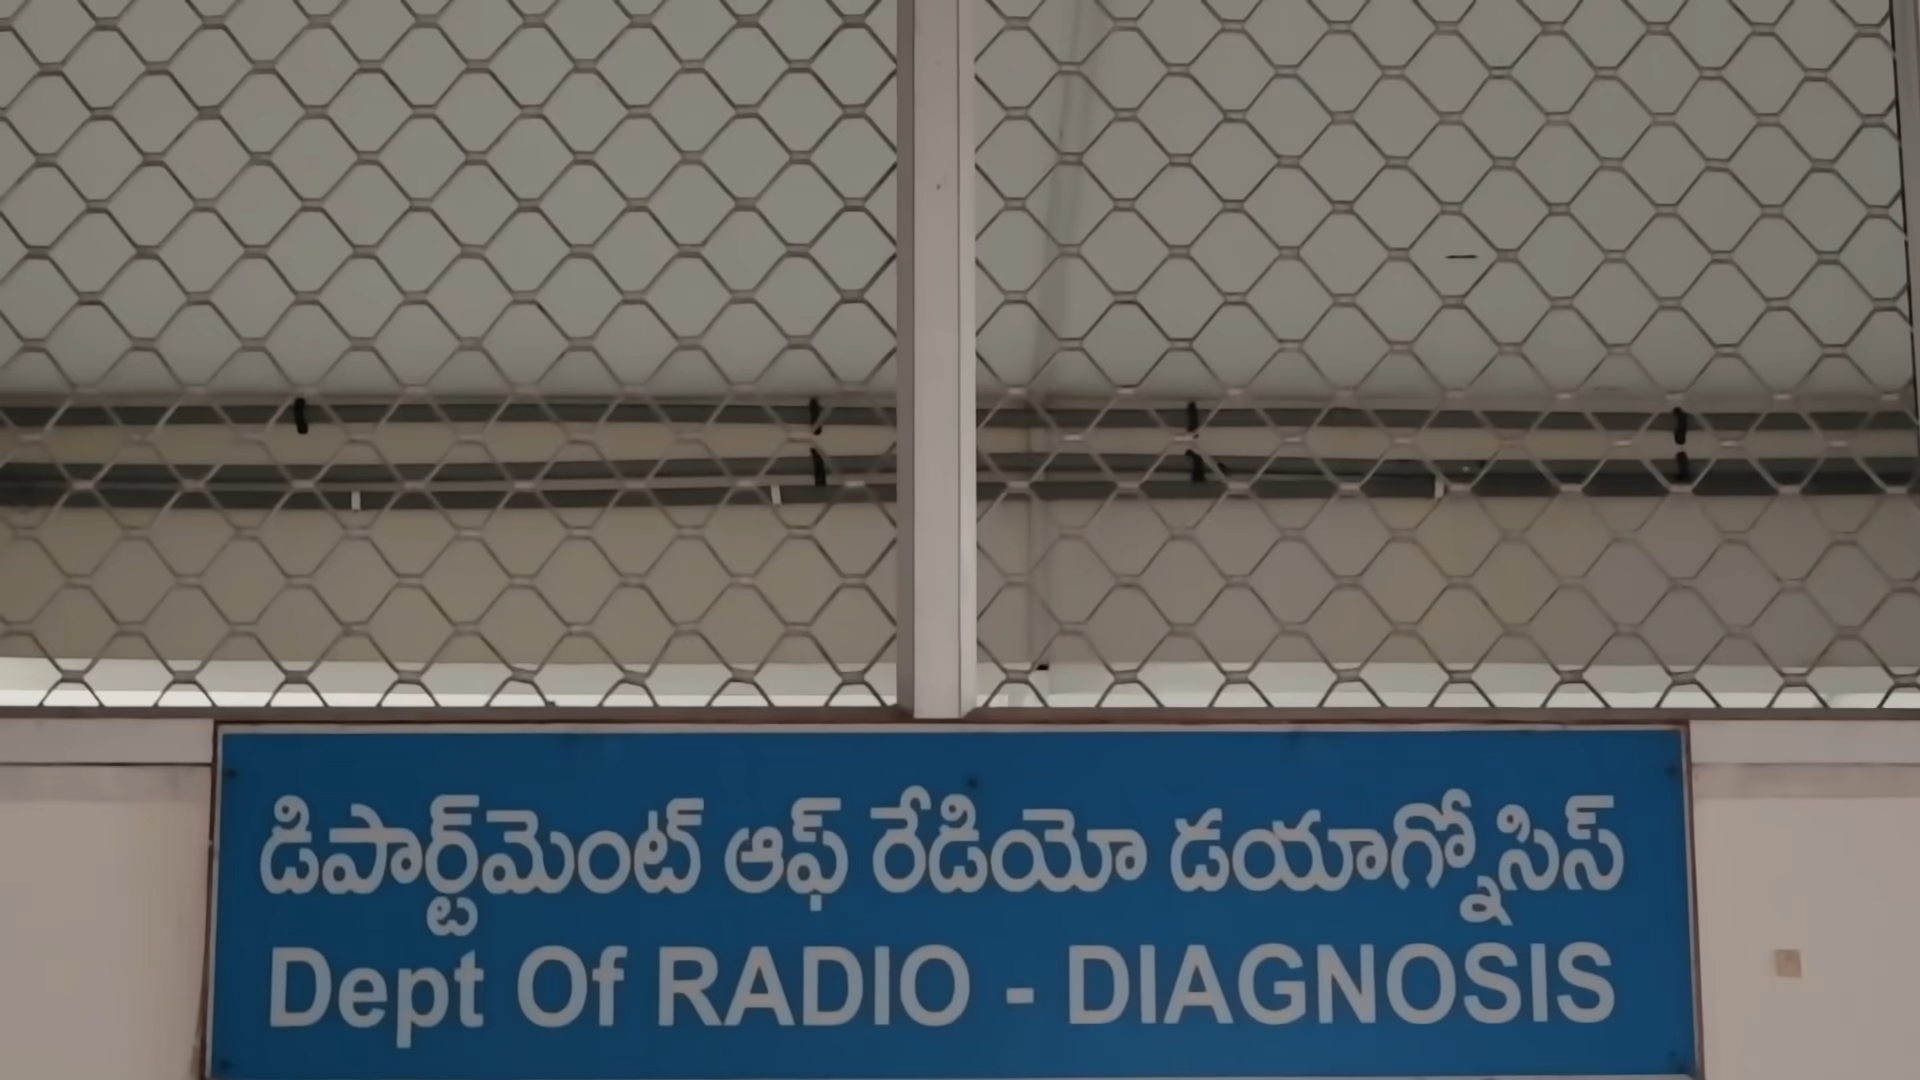 డిపార్ట్‌మెంట్ ఆఫ్ రేడియో డయాగ్నోసిస్
Dept Of RADIO - DIAGNOSIS